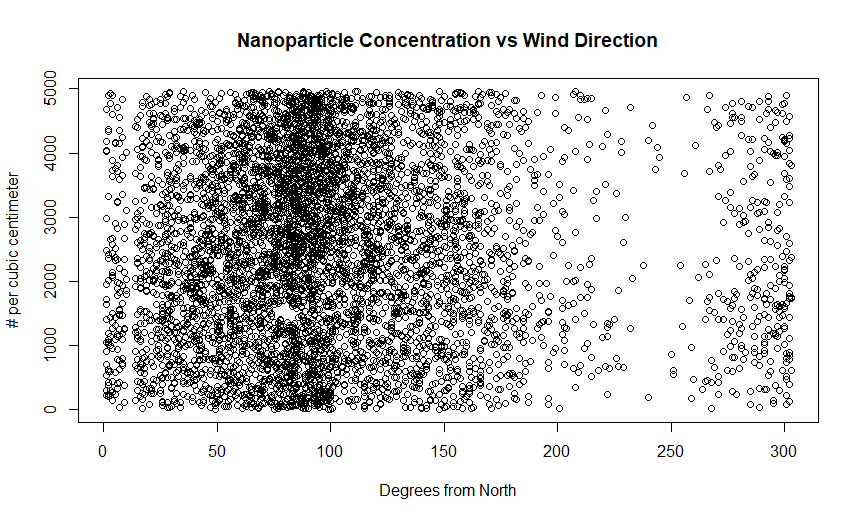 Nanoparticle Concentration vs Wind Direction
# per cubic centimeter
5000
4000
3000
2000
1000
0
0 50 100 150 200 250 300
Degrees from North